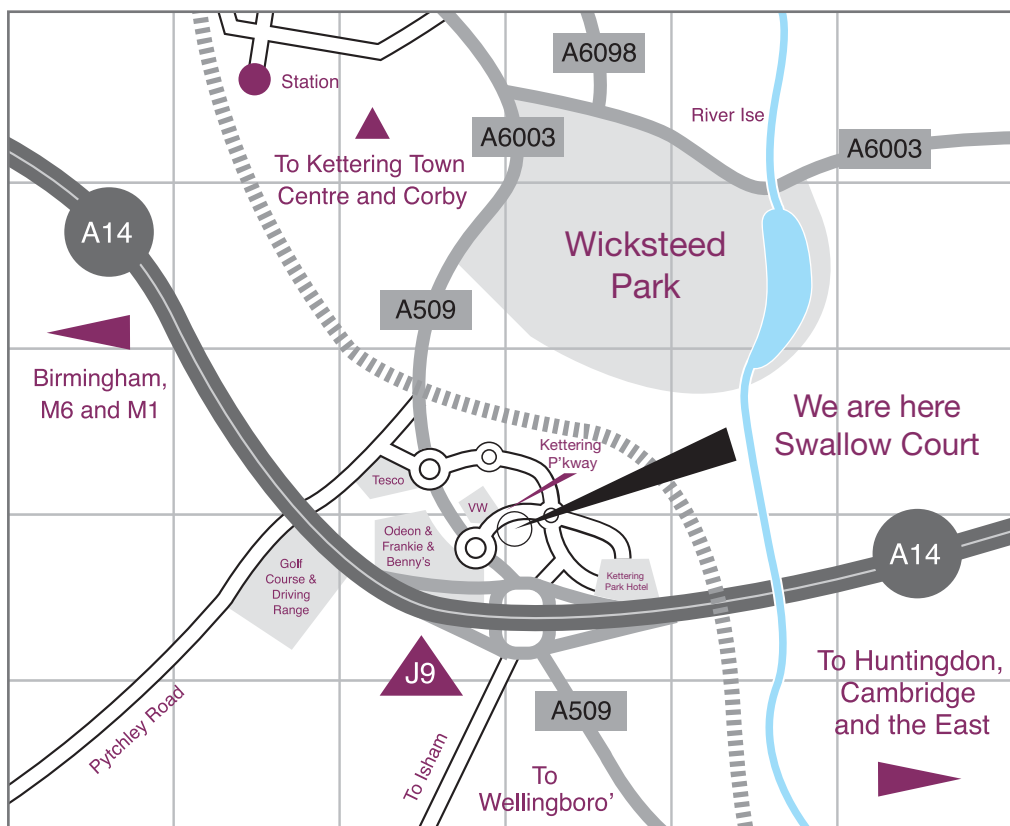 A6098
Station
River Ise
A6003
A6003
To Kettering Town
Centre and Corby
A14
Wicksteed
Park
A509
Birmingham,
M6 and M1
We are here
Swallow Court
Kettering
P'kway
Tesco
VW
Odeon &
Frankie &
Benny's
Golf
Course &
Driving
Range
Kettering
Park Hotel
A14
J9
To Huntingdon,
Cambridge
and the East
A509
Pytchley Road
To Isham
To
Wellingboro'